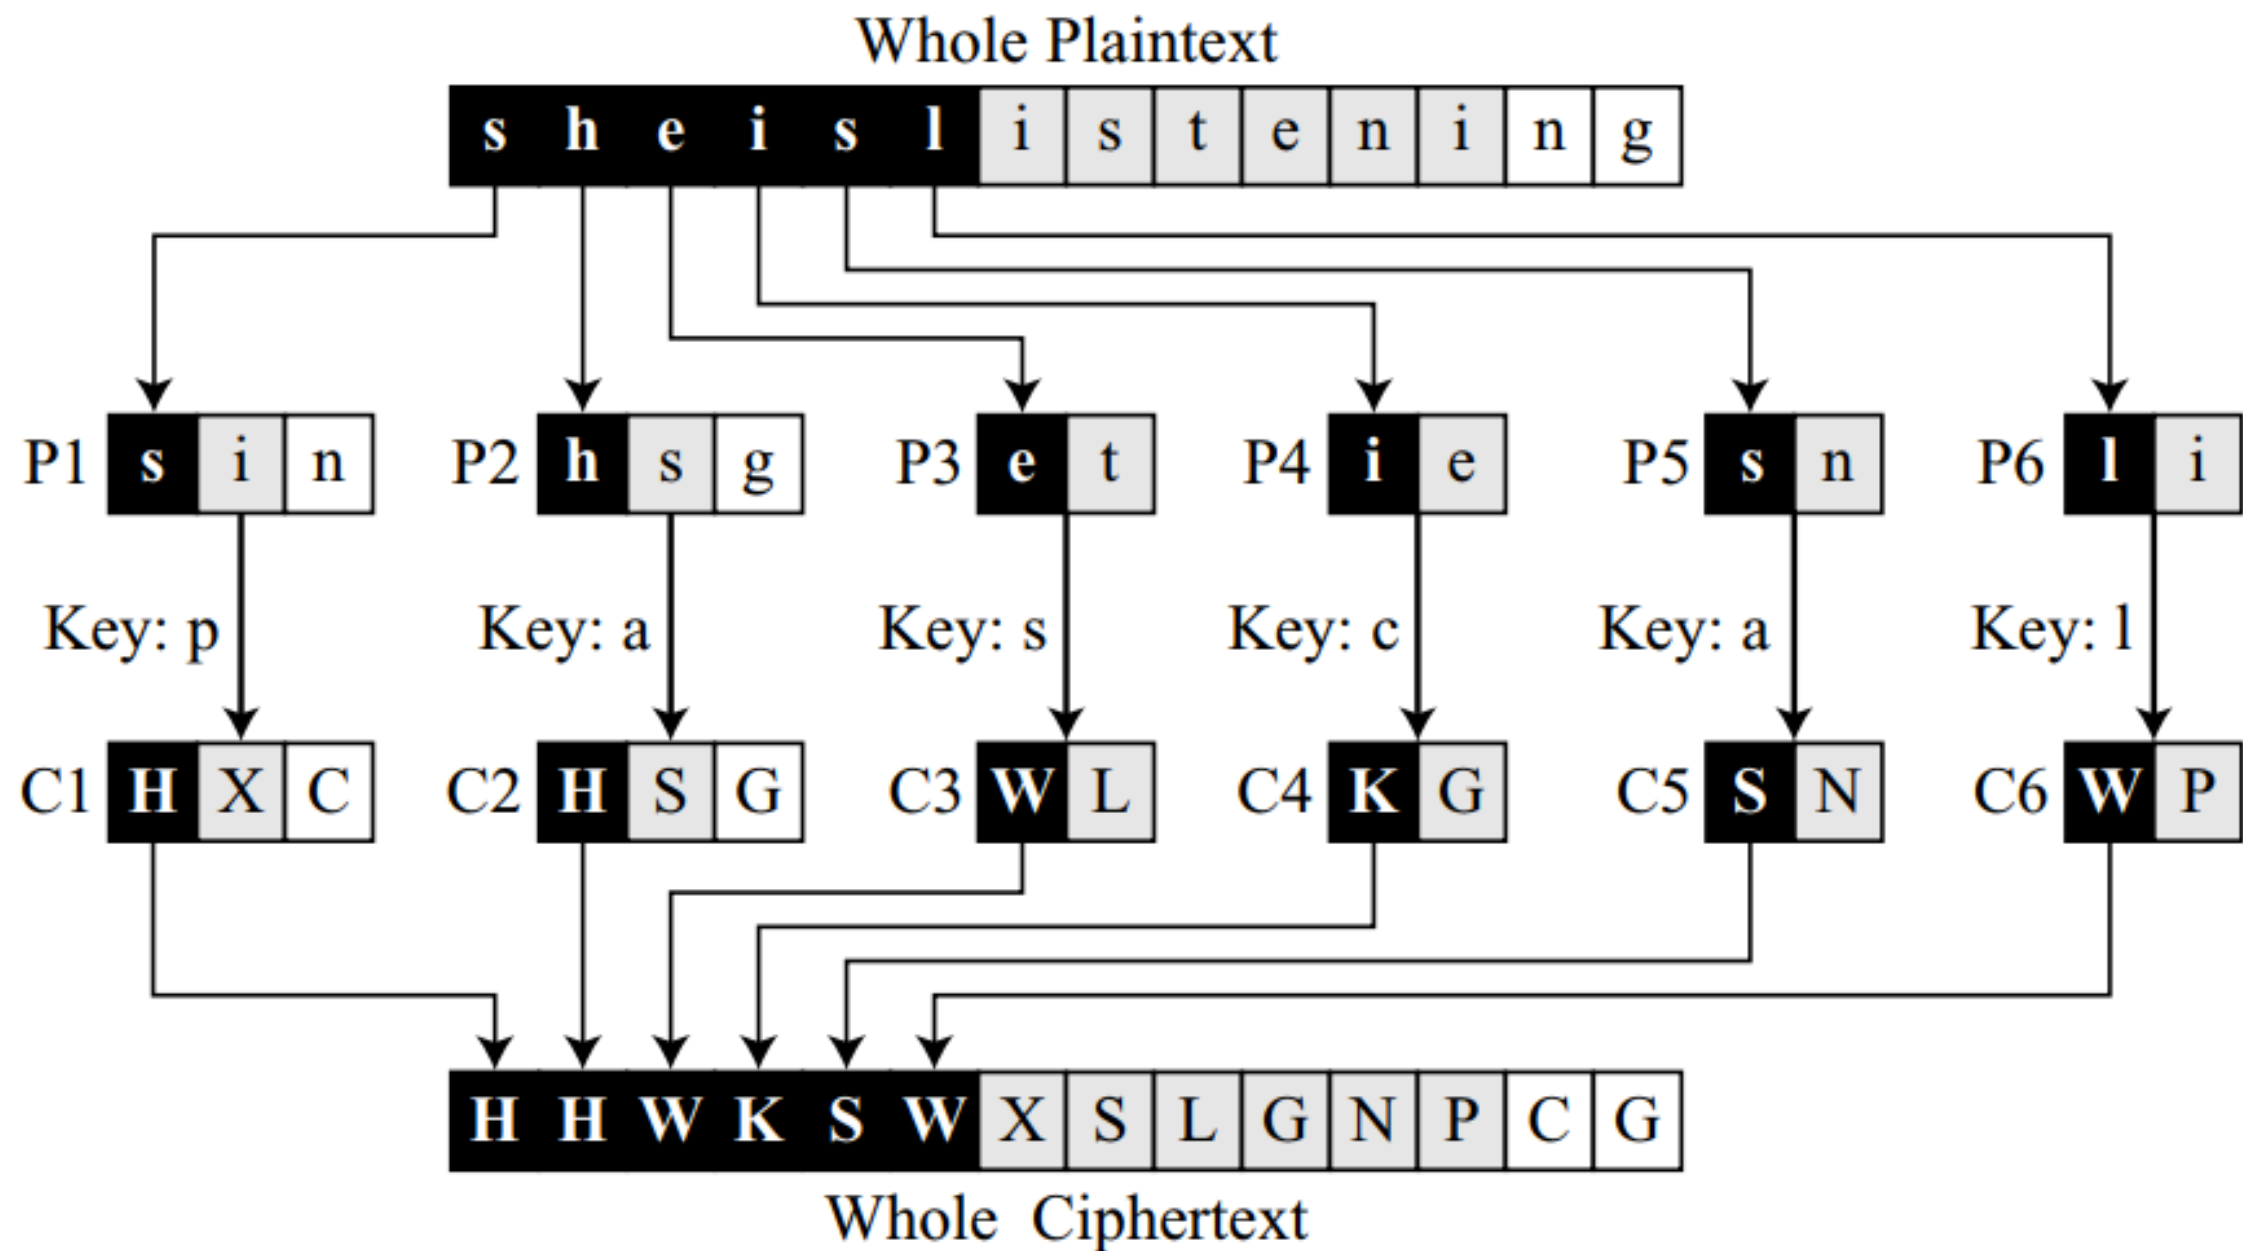 Whole Plaintext
s h e i s l i s t e n i n g
P1 s i n P2 h s g P3 e t P4 i e P5 s n P6 l i
Key: p Key: a Key: s Key: c Key: a Key: l
C1 H X C C2 H S G C3 W L C4 K G C5 S N C6 W P
H H W K S W X S L G N P C G
Whole Ciphertext